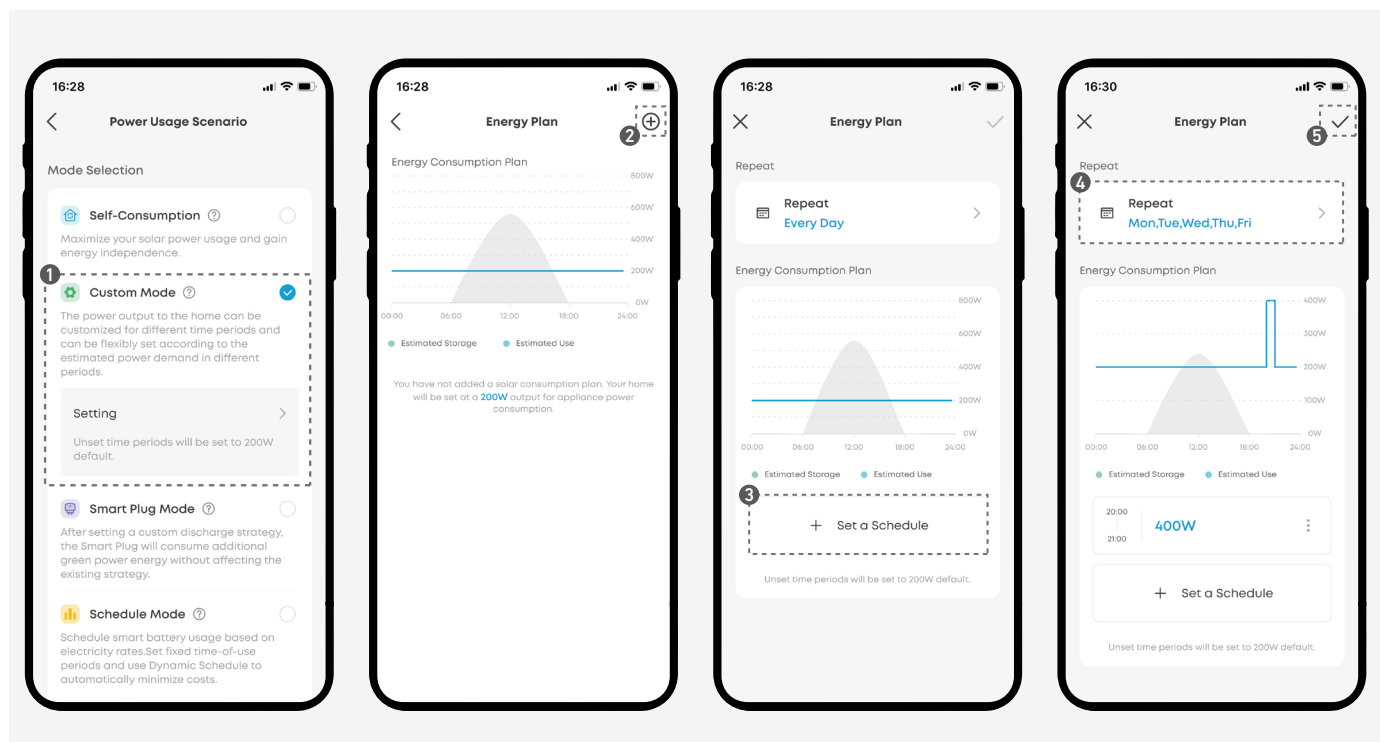 16:28
Power Usage Scenario
Mode Selection
Self-Consumption ?
Maximize your solar power usage and gain
energy independence.
1
Custom Mode ?
The power output to the home can be
customized for different time periods and
can be flexibly set according to the
estimated power demand in different
periods.
Setting
Unset time periods will be set to 200W
default.
Smart Plug Mode ?
After setting a custom discharge strategy,
the Smart Plug will consume additional
green power energy without affecting the
existing strategy.
Schedule Mode ?
Schedule smart battery usage based on
electricity rates.Set fixed time-of-use
periods and use Dynamic Schedule to
automatically minimize costs.
16:28
Energy Plan
2
Energy Consumption Plan
800W
600W
400W
200W
0W
00:00 06:00 12:00 18:00 24:00
Estimated Storage Estimated Use
You have not added a solar consumption plan. Your home
will be set at a 200W output for appliance power
consumption.
16:28
Energy Plan
Repeat
Repeat
Every Day
Energy Consumption Plan
800W
600W
400W
200W
0W
00:00 06:00 12:00 18:00 24:00
Estimated Storage Estimated Use
3
+ Set a Schedule
Unset time periods will be set to 200W default.
16:30
Energy Plan
5
Repeat
4
Repeat
Mon,Tue,Wed,Thu,Fri
Energy Consumption Plan
400W
300W
200W
100W
0W
00:00 06:00 12:00 18:00 24:00
Estimated Storage Estimated Use
20:00
400W
21:00
+ Set a Schedule
Unset time periods will be set to 200W default.